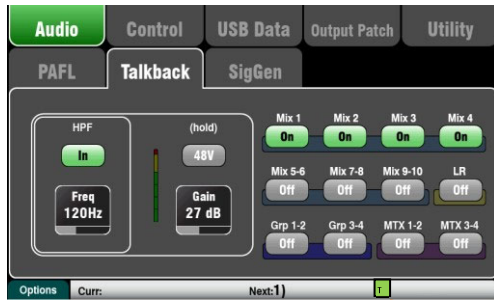 Audio Control USB Data Output Patch Utility
PAFL Talkback SigGen
HPF (hold)
In 48V
Freq Gain
120Hz 27 dB
Mix 1 Mix 2 Mix 3 Mix 4
On On On On
Mix 5-6 Mix 7-8 Mix 9-10 LR
Off Off Off Off
Grp 1-2 Grp 3-4 MTX 1-2 MTX 3-4
Off Off Off Off
Options Curr: Next:1) T